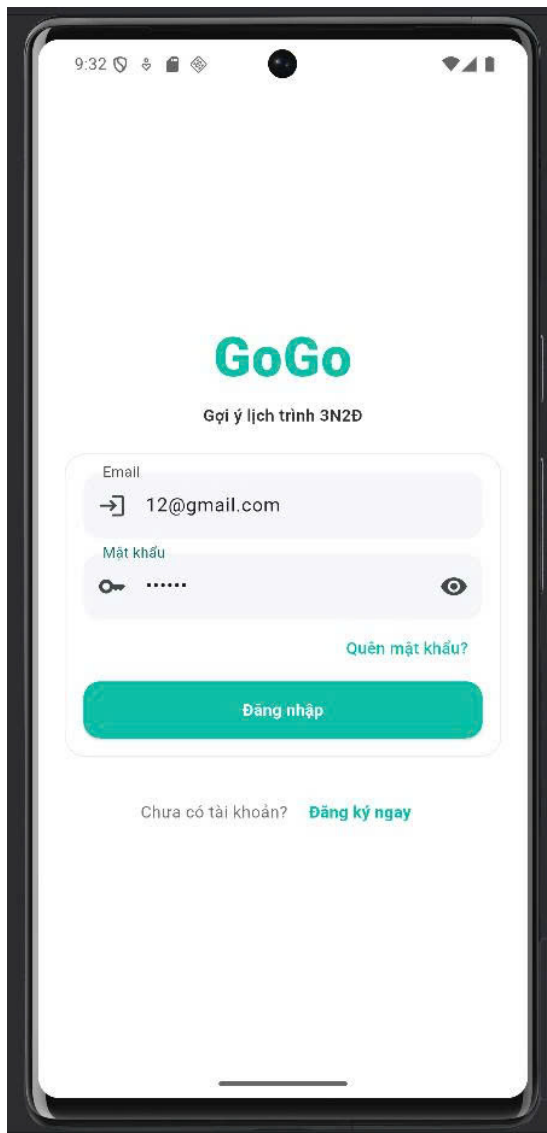 9:32
GoGo
Gợi ý lịch trình 3N2Đ
Email
12@gmail.com
Mật khẩu
••••••
Quên mật khẩu?
Đăng nhập
Chưa có tài khoản? Đăng ký ngay